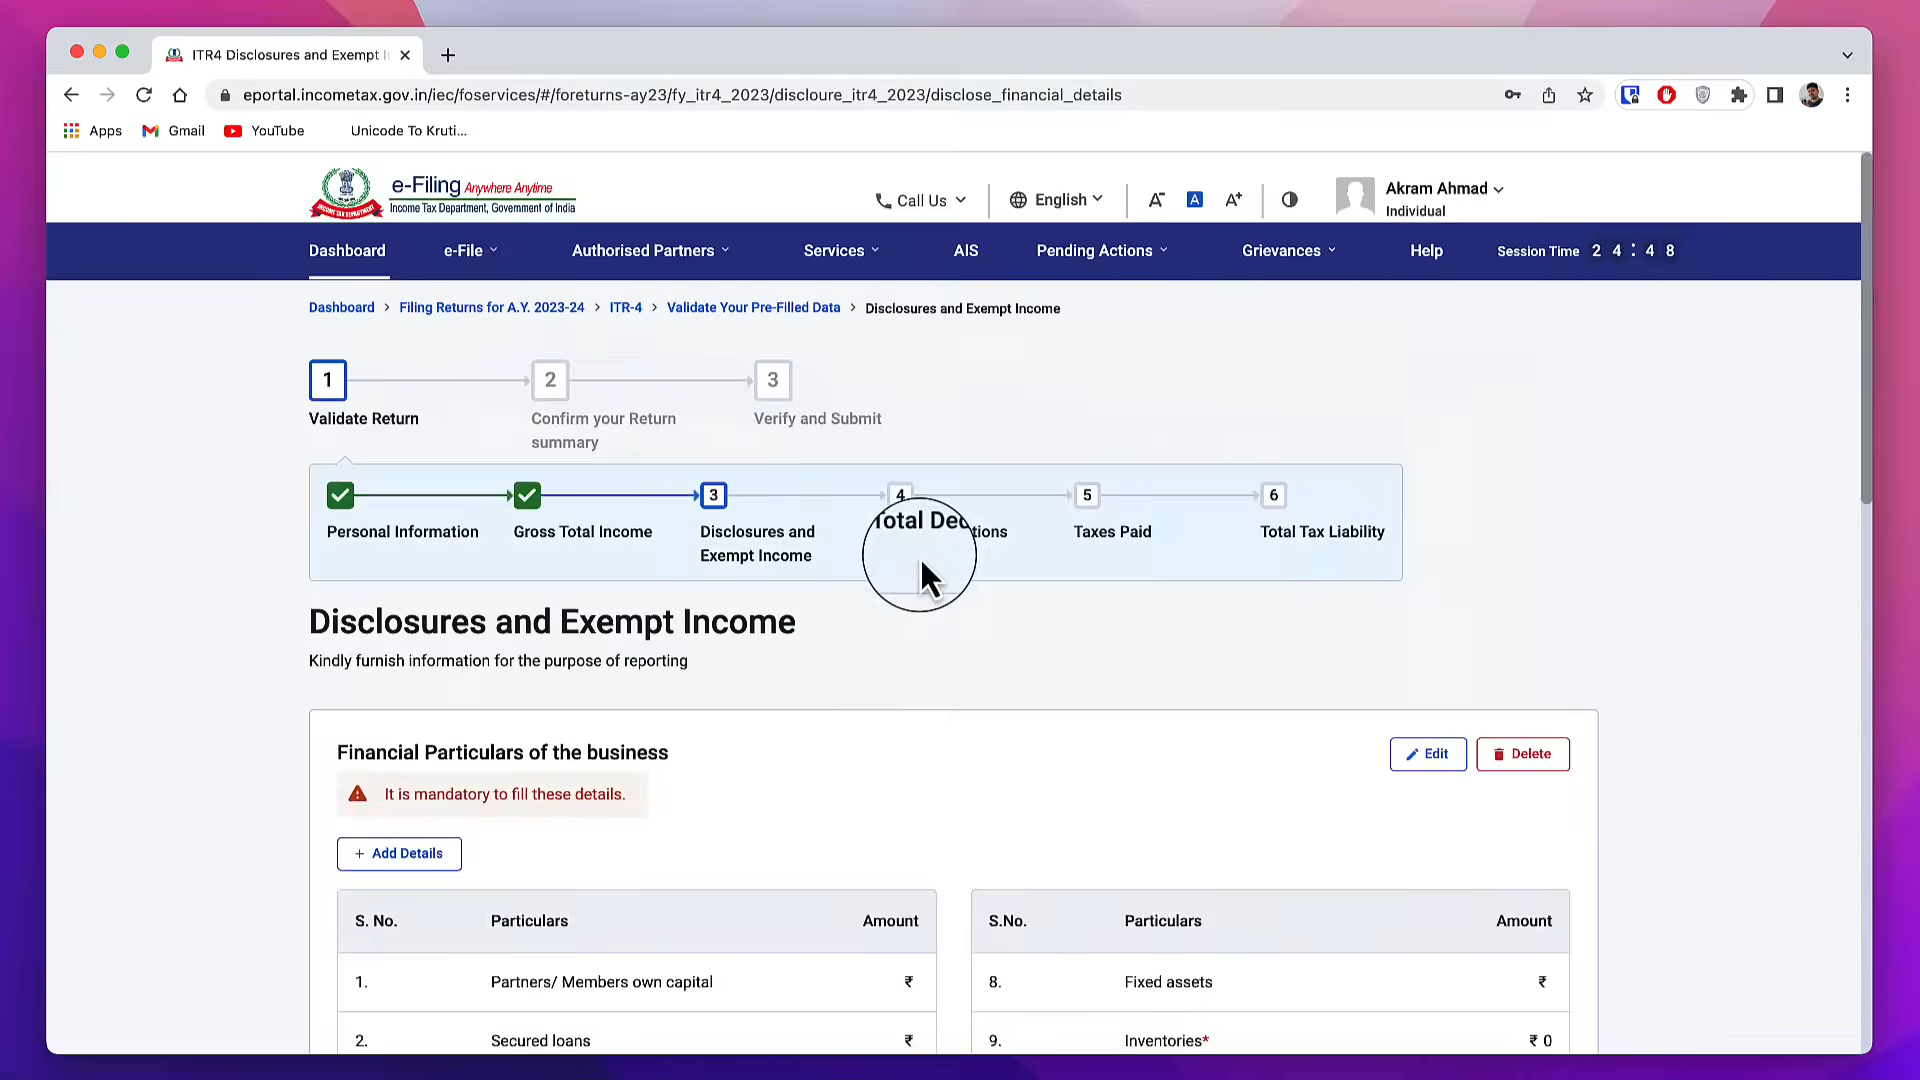 ITR4 Disclosures and Exempt I
eportal.incometax.gov.in/iec/foservices/#/foreturns-ay23/fy_itr4_2023/discloure_itr4_2023/disclose_financial_details
Apps Gmail YouTube Unicode To Kruti...
e-Filing Anywhere Anytime
Income Tax Department, Government of India
INCOME TAX DEPARTMENT
Call Us English A- A A+ Akram Ahmad
Individual
Dashboard e-File Authorised Partners Services AIS Pending Actions Grievances Help Session Time 24:48
Dashboard > Filing Returns for A.Y. 2023-24 > ITR-4 > Validate Your Pre-Filled Data > Disclosures and Exempt Income
1 2 3
Validate Return Confirm your Return summary Verify and Submit
3 4 5 6
Personal Information Gross Total Income Disclosures and Exempt Income Total Dec tions Taxes Paid Total Tax Liability
Disclosures and Exempt Income
Kindly furnish information for the purpose of reporting
Financial Particulars of the business Edit Delete
It is mandatory to fill these details.
+ Add Details
S. No. Particulars Amount S.No. Particulars Amount
1. Partners/ Members own capital ₹ 8. Fixed assets ₹
2. Secured loans ₹ 9. Inventories* ₹ 0